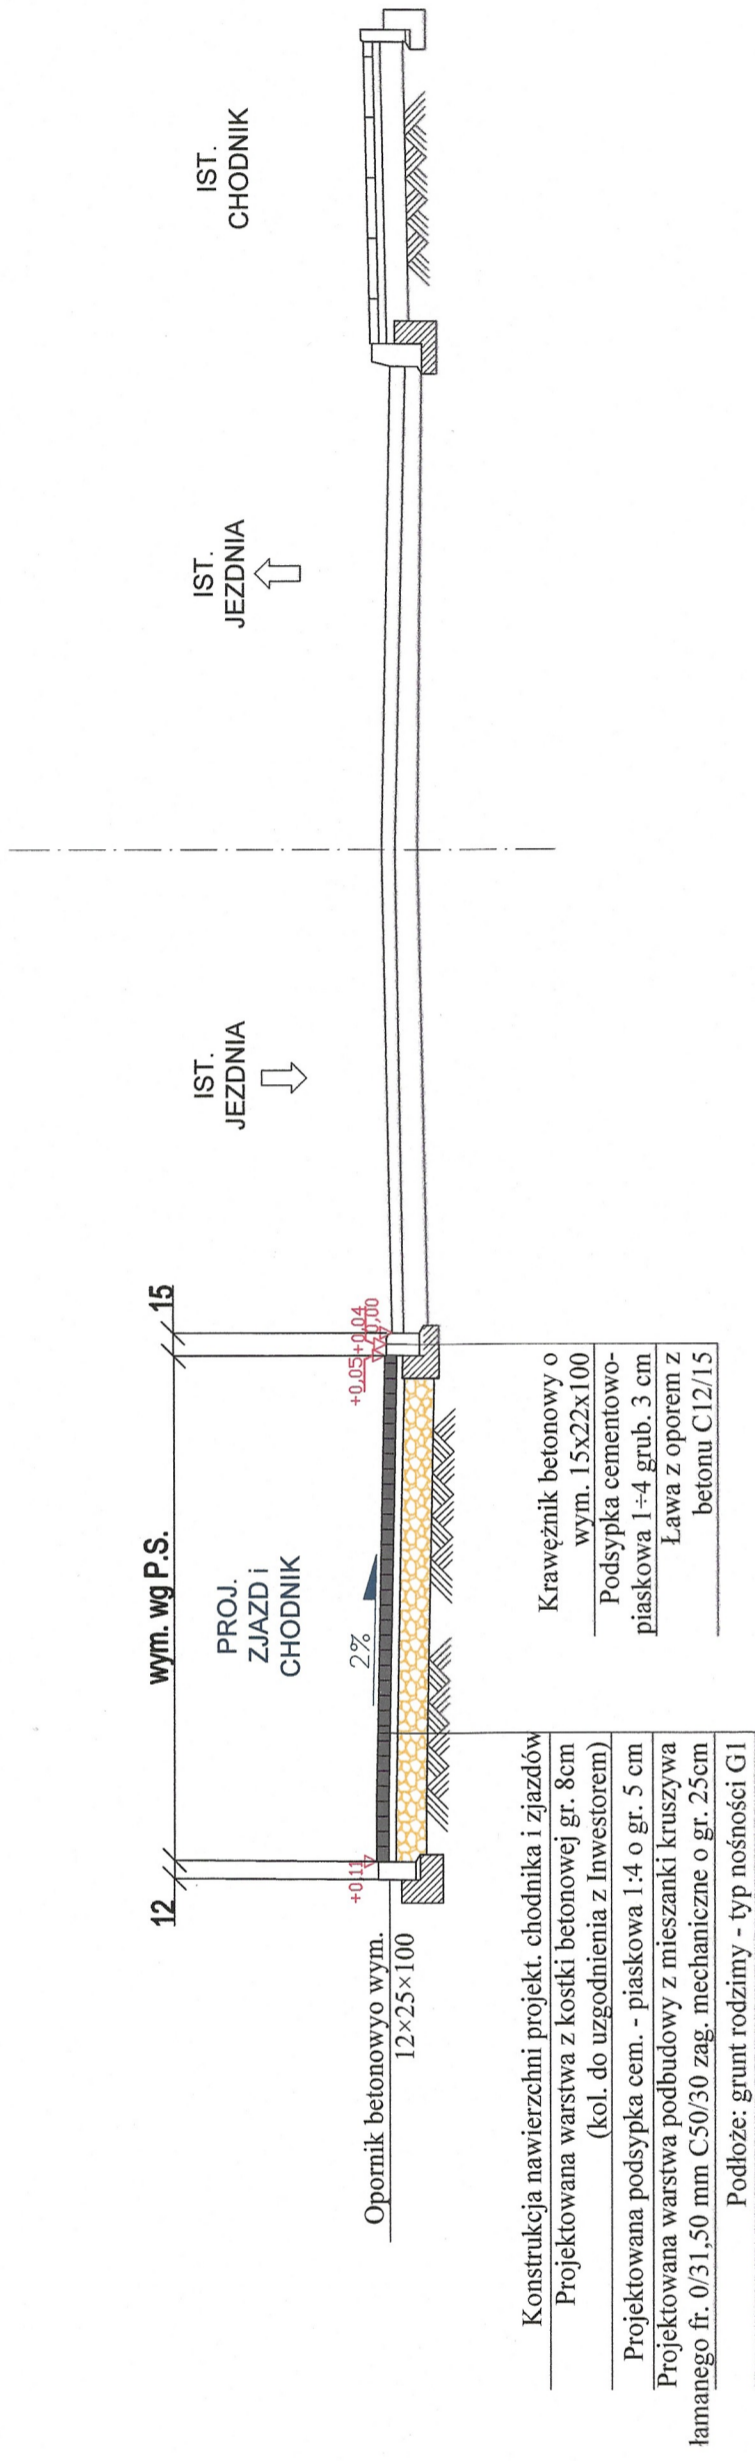 12
wym. wg P.S.
15
PROJ.
ZJAZD i
CHODNIK
IST.
JEZDNIA
IST.
JEZDNIA
IST.
CHODNIK
2%
+0,11
+0,05
+0,04
0,00
Opornik betonowyo wym.
12×25×100
Krawężnik betonowy o
wym. 15x22x100
Podsypka cementowo-
piaskowa 1÷4 grub. 3 cm
Ława z oporem z
betonu C12/15
Konstrukcja nawierzchni projekt. chodnika i zjazdów
Projektowana warstwa z kostki betonowej gr. 8cm
(kol. do uzgodnienia z Inwestorem)
Projektowana podsypka cem. - piaskowa 1:4 o gr. 5 cm
Projektowana warstwa podbudowy z mieszanki kruszywa
łamanego fr. 0/31,50 mm C50/30 zag. mechaniczne o gr. 25cm
Podłoże: grunt rodzimy - typ nośności G1